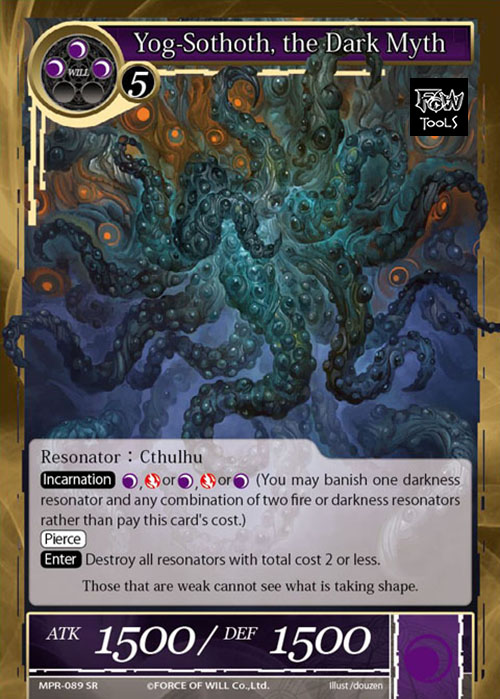 Yog-Sothoth, the Dark Myth
WILL
5
FOW
TOOLS
Resonator : Cthulhu
Incarnation or or (You may banish one darkness
resonator and any combination of two fire or darkness resonators
rather than pay this card's cost.)
Pierce
Enter Destroy all resonators with total cost 2 or less.
Those that are weak cannot see what is taking shape.
ATK 1500 / DEF 1500
MPR-089 SR ©FORCE OF WILL Co.,Ltd. Illust /douzen